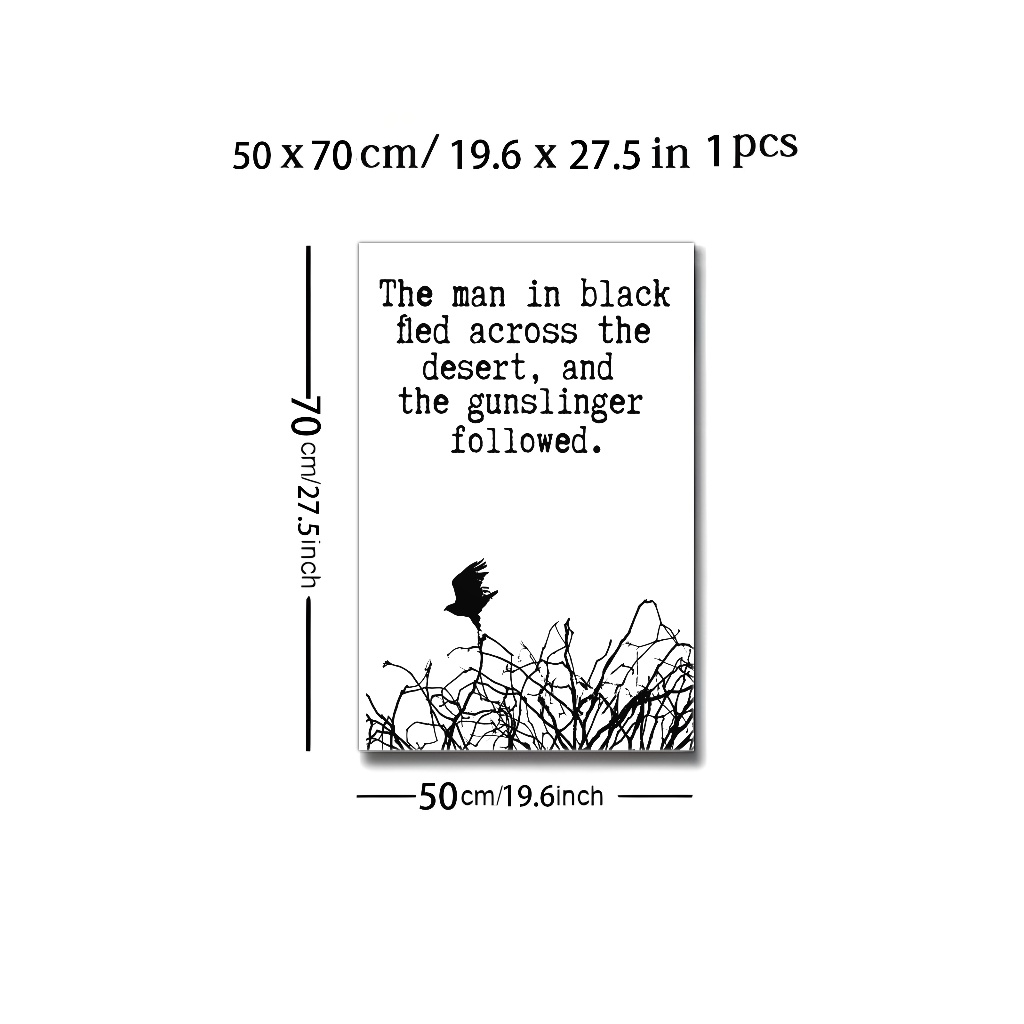 50 x 70 cm/ 19.6 x 27.5 in 1 pcs
The man in black
fled across the
desert, and
the gunslinger
followed.
70cm/27.5inch
50cm/19.6inch